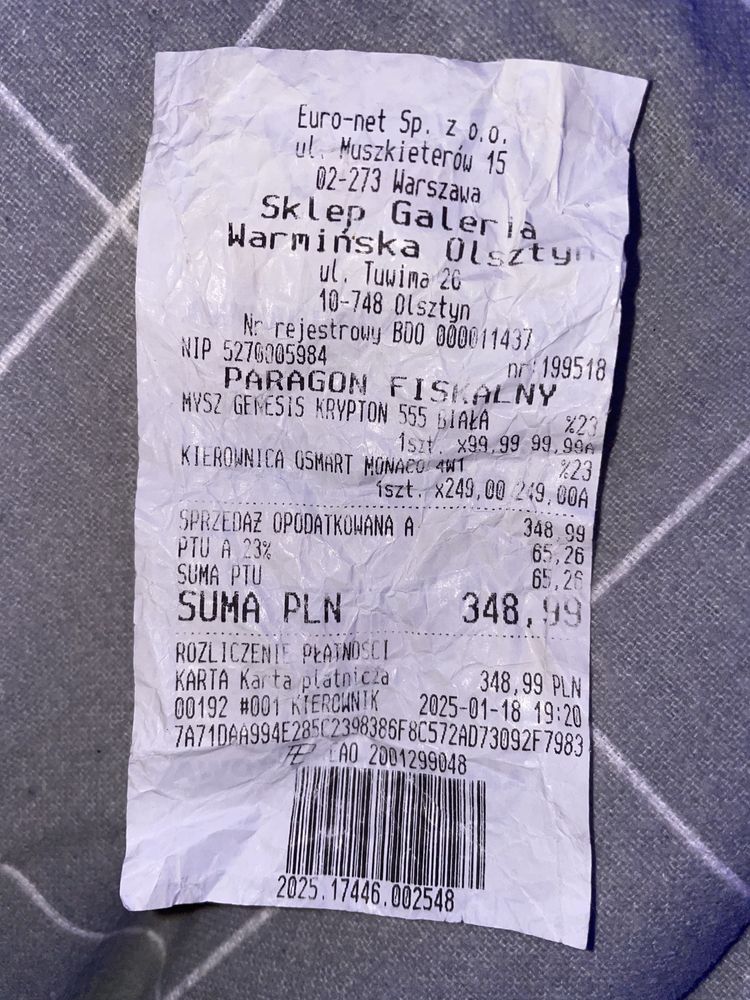 Euro-net Sp. z o.o.
ul. Muszkieterów 15
02-273 Warszawa
Sklep Galeria
Warmińska Olsztyn
ul. Tuwima 26
10-748 Olsztyn
Nr rejestrowy BDO 000011437
NIP 5270005984 nr:199518
PARAGON FISKALNY
MYSZ GENESIS KRYPTON 555 BIAŁA %23
1szt. x99,99 99,99A
KIEROWNICA QSMART MONACO 4W1 %23
1szt. x249,00 249,00A
SPRZEDAŻ OPODATKOWANA A 348,99
PTU A 23% 65,26
SUMA PTU 65,26
SUMA PLN 348,99
ROZLICZENIE PŁATNOŚCI
KARTA Karta płatnicza 348,99 PLN
00192 #001 KIEROWNIK 2025-01-18 19:20
7A71DAA994E285C2398386F8C572AD73092F7983
EAO 2001299048
2025.17446.002548